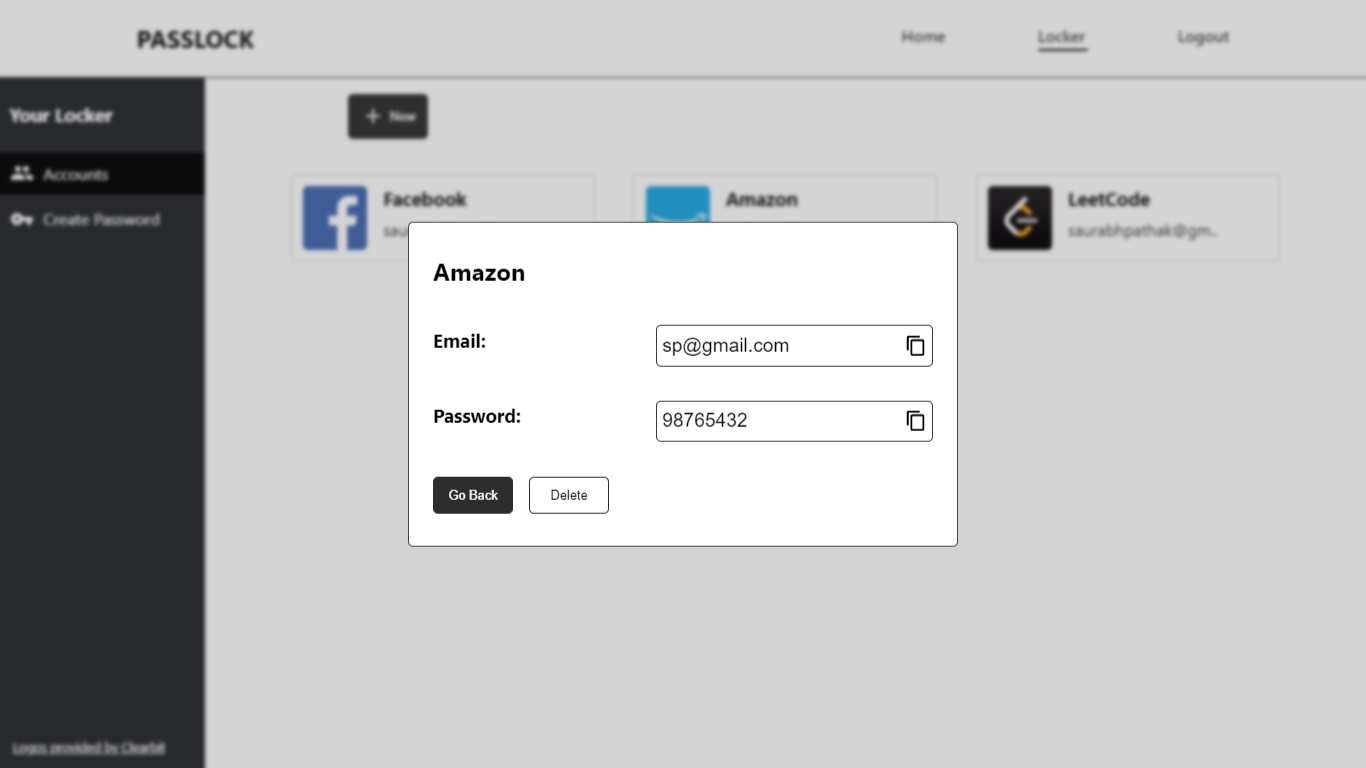 PASSLOCK
Home Locker Logout
Your Locker
Accounts
Create Password
Logos provided by Clearbit
+ New
Facebook
sau
Amazon
LeetCode
saurabhpathak@gm..
Amazon
Email: sp@gmail.com
Password: 98765432
Go Back Delete